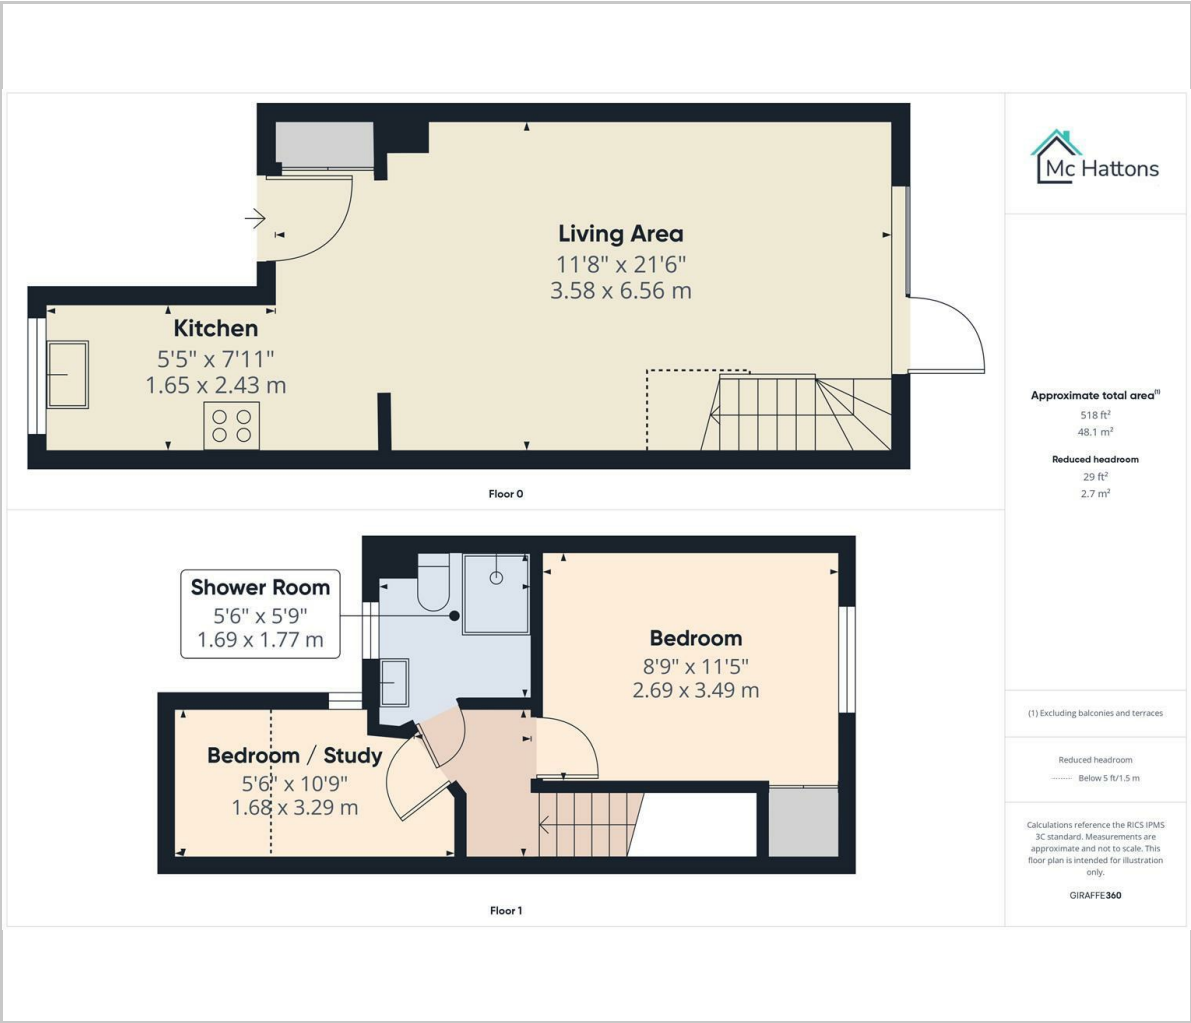 Living Area
11'8" x 21'6"
3.58 x 6.56 m
Kitchen
5'5" x 7'11"
1.65 x 2.43 m
Floor 0
Shower Room
5'6" x 5'9"
1.69 x 1.77 m
Bedroom
8'9" x 11'5"
2.69 x 3.49 m
Bedroom / Study
5'6" x 10'9"
1.68 x 3.29 m
Floor 1
Mc Hattons
Approximate total area⁽¹⁾
518 ft²
48.1 m²
Reduced headroom
29 ft²
2.7 m²
(1) Excluding balconies and terraces
Reduced headroom
Below 5 ft/1.5 m
Calculations reference the RICS IPMS
3C standard. Measurements are
approximate and not to scale. This
floor plan is intended for illustration
only.
GIRAFFE360